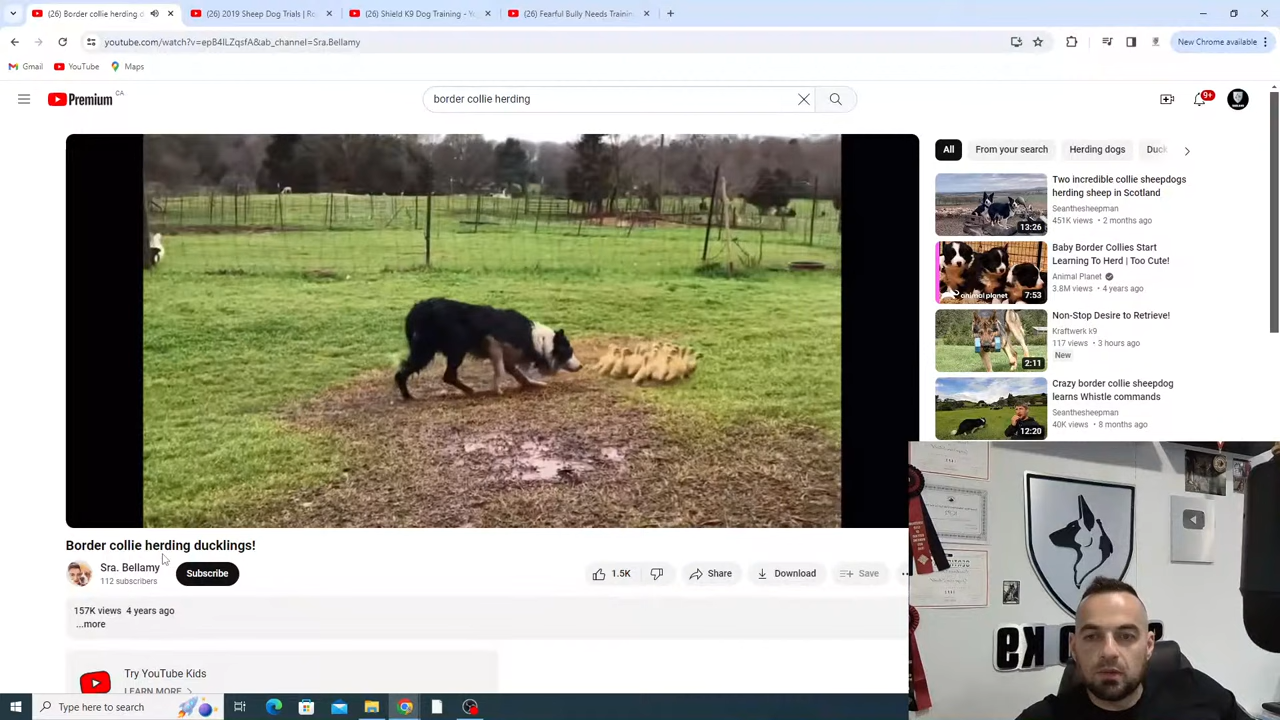 (26) Border collie herding d
(26) 2019 Sheep Dog Trials | Ro
(26) Shield K9 Dog Training - Y
(26) Fearful Bully Needs Trainin
youtube.com/watch?v=epB4lLZqsfA&ab_channel=Sra.Bellamy
New Chrome available
Gmail
YouTube
Maps
Premium CA
border collie herding
9+
All
From your search
Herding dogs
Duck
Two incredible collie sheepdogs
herding sheep in Scotland
Seanthesheepman
451K views • 2 months ago
13:26
Baby Border Collies Start
Learning To Herd | Too Cute!
Animal Planet
3.8M views • 4 years ago
animal planet
7:53
Non-Stop Desire to Retrieve!
Kraftwerk k9
117 views • 3 hours ago
New
2:11
Crazy border collie sheepdog
learns Whistle commands
Seanthesheepman
40K views • 8 months ago
12:20
Border collie herding ducklings!
Sra. Bellamy
112 subscribers
Subscribe
1.5K
Share
Download
Save
157K views 4 years ago
...more
Try YouTube Kids
LEARN MORE
Type here to search